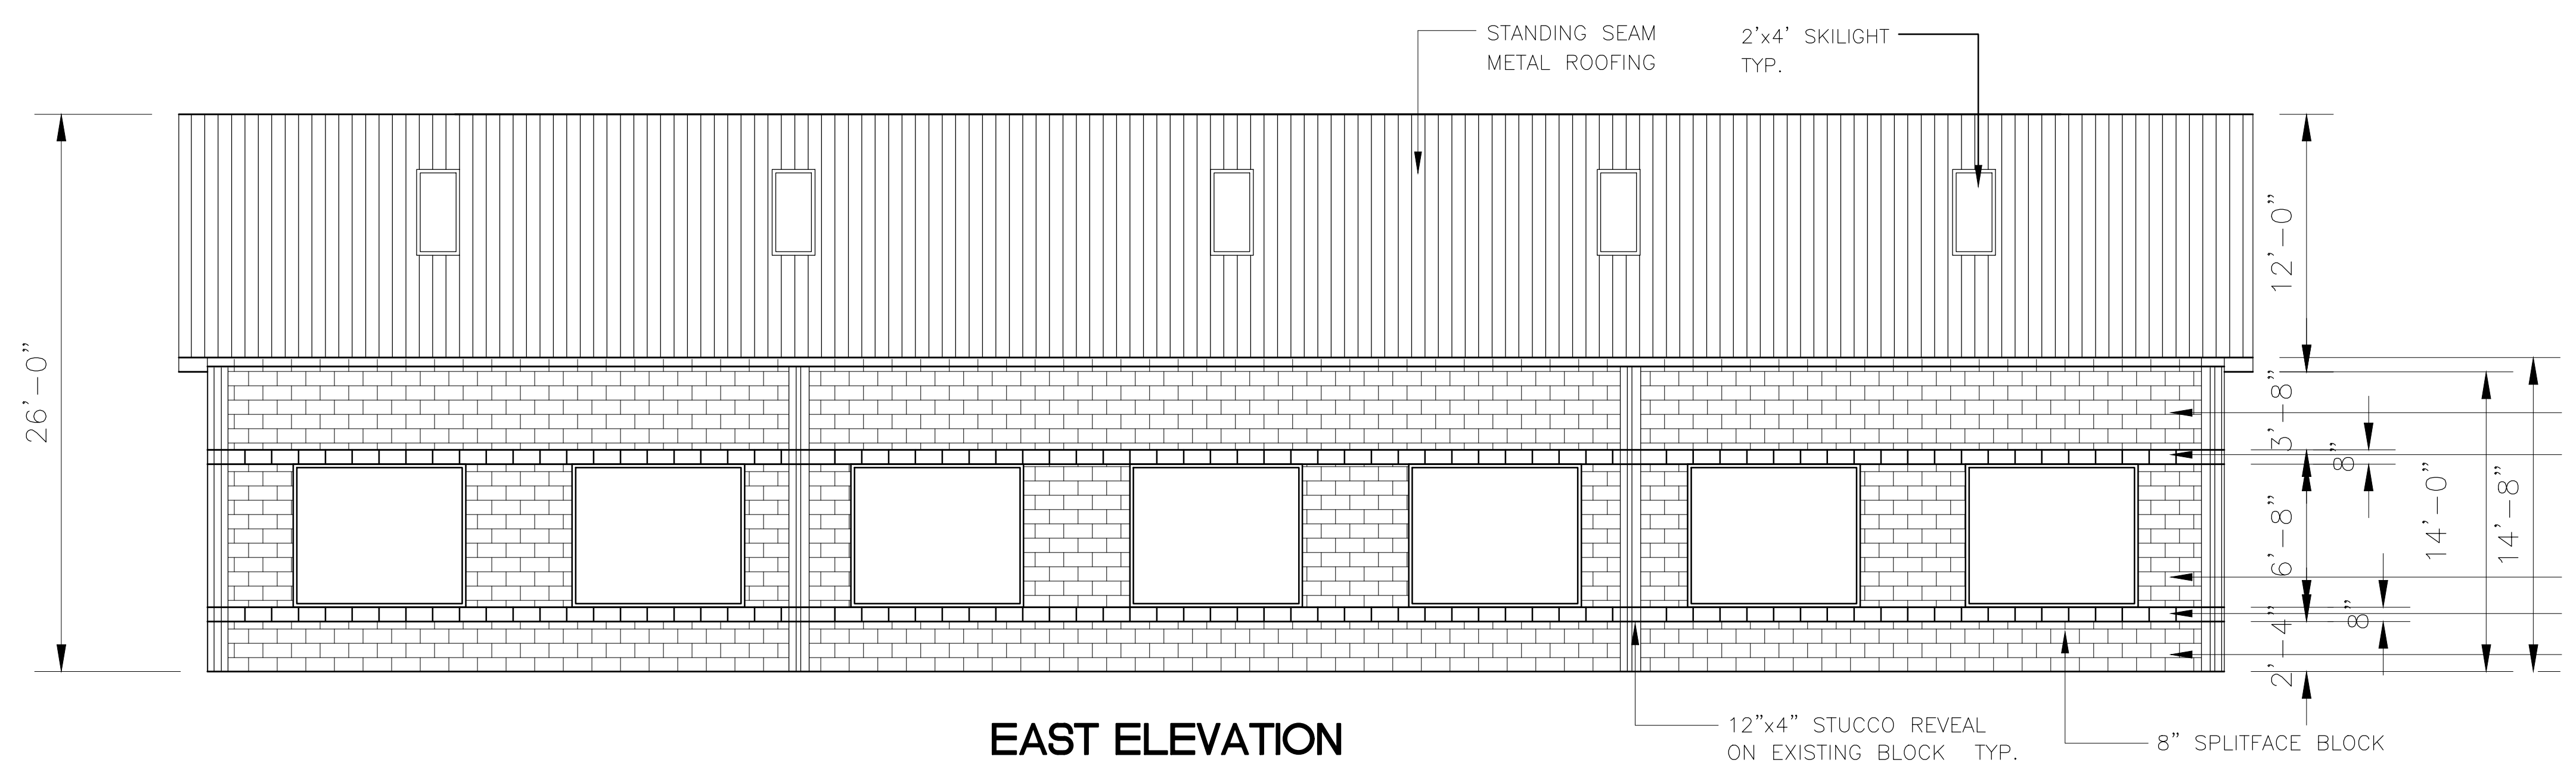 STANDING SEAM
METAL ROOFING
2'x4' SKILIGHT
TYP.
26'-0"
12'-0"
3'-8"
8"
6'-8"
14'-0"
14'-8"
8"
2'-4"
EAST ELEVATION
12"x4" STUCCO REVEAL
ON EXISTING BLOCK TYP.
8" SPLITFACE BLOCK